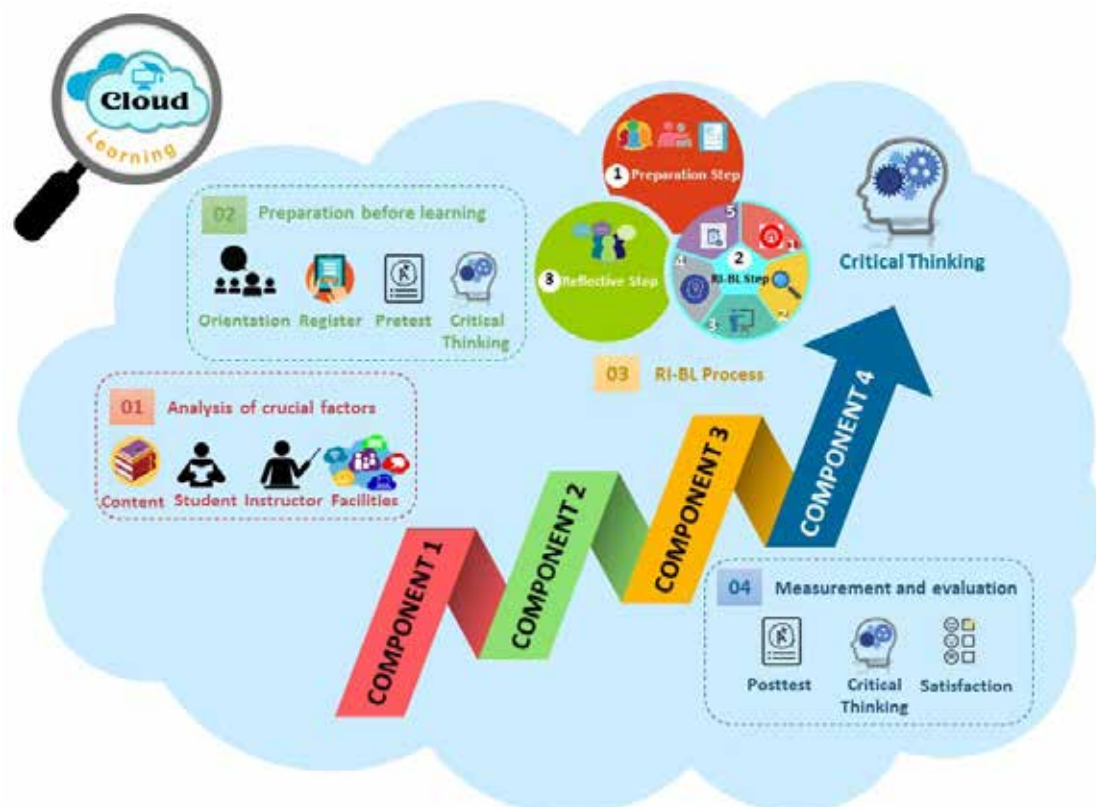 Cloud
Learning
02 Preparation before learning
Orientation Register Pretest Critical
Thinking
01 Analysis of crucial factors
Content Student Instructor Facilities
1 Preparation Step
3 Reflective Step
2
RI-BL Step
1
2
3
4
5
03 RI-BL Process
Critical Thinking
COMPONENT 1
COMPONENT 2
COMPONENT 3
COMPONENT 4
04 Measurement and evaluation
Posttest Critical Satisfaction
Thinking